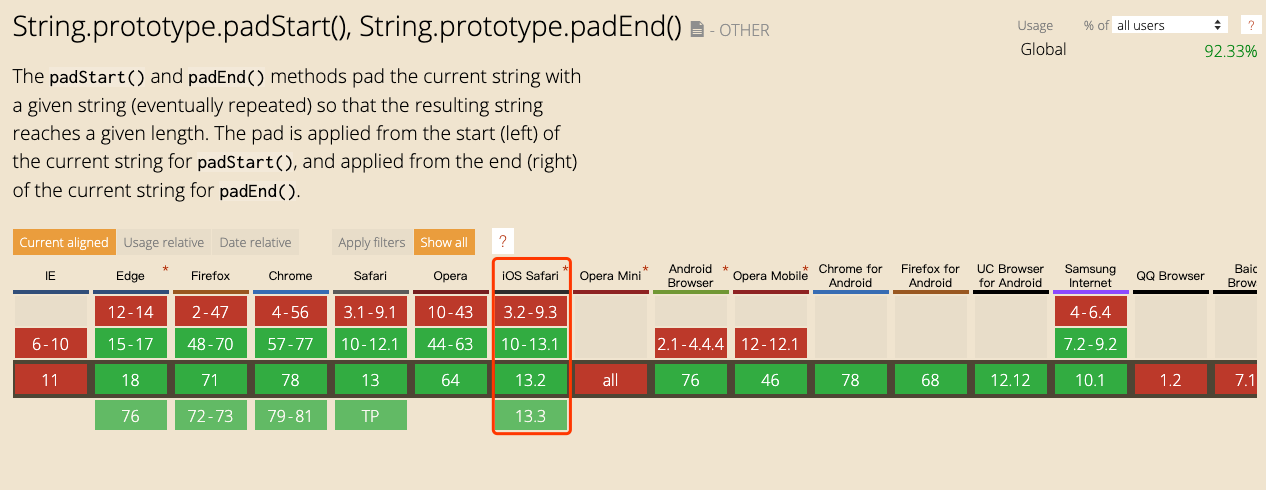 String.prototype.padStart(), String.prototype.padEnd() - OTHER
Usage % of all users ?
Global 92.33%
The padStart() and padEnd() methods pad the current string with
a given string (eventually repeated) so that the resulting string
reaches a given length. The pad is applied from the start (left) of
the current string for padStart(), and applied from the end (right)
of the current string for padEnd().
Current aligned Usage relative Date relative Apply filters Show all ?
IE Edge * Firefox Chrome Safari Opera iOS Safari * Opera Mini * Android Browser * Opera Mobile * Chrome for Android Firefox for Android UC Browser for Android Samsung Internet QQ Browser Baid Brows
12-14 2-47 4-56 3.1-9.1 10-43 3.2-9.3 4-6.4
6-10 15-17 48-70 57-77 10-12.1 44-63 10-13.1 2.1-4.4.4 12-12.1 7.2-9.2
11 18 71 78 13 64 13.2 all 76 46 78 68 12.12 10.1 1.2 7.1
76 72-73 79-81 TP 13.3